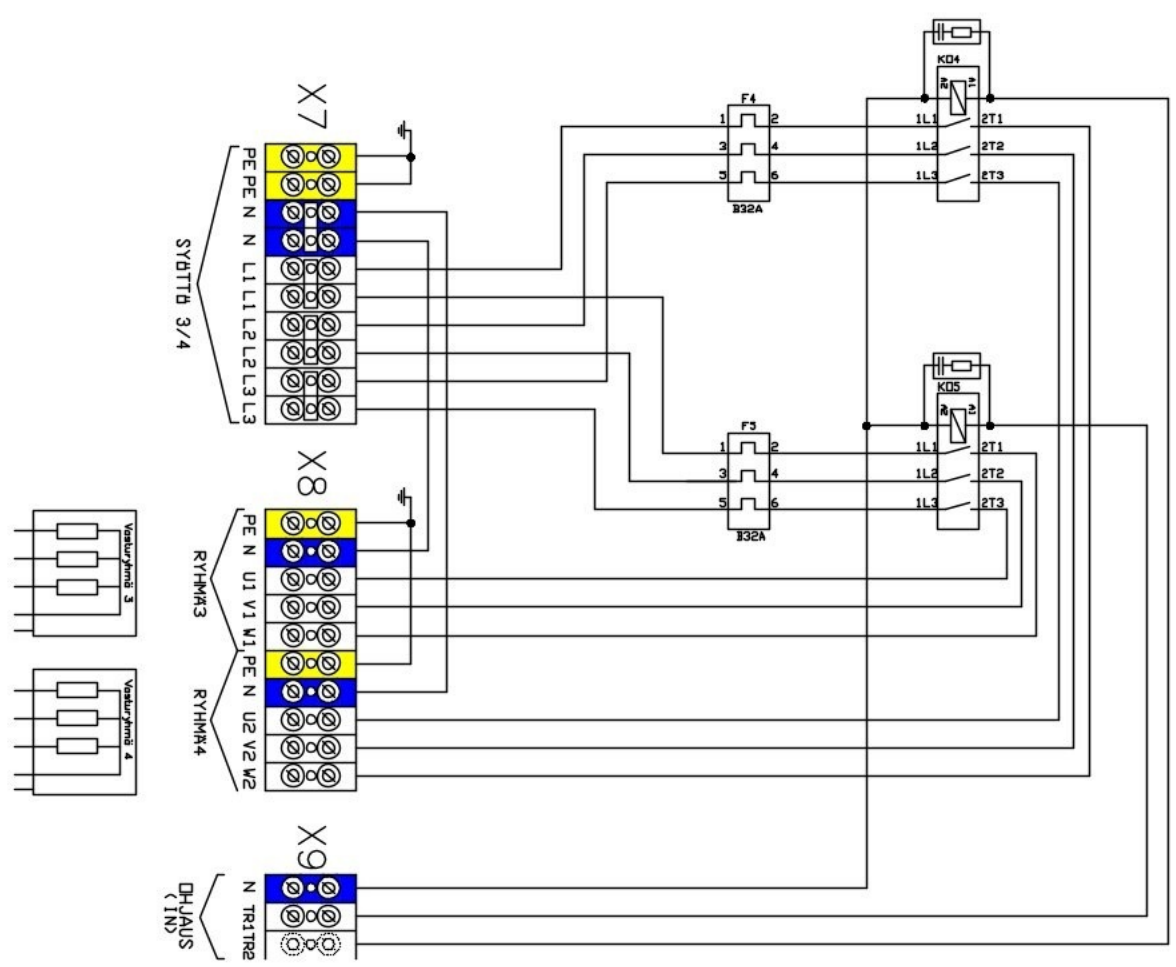 X7
SYÖTTÖ 3/4
PE
PE
N
N
L1
L1
L2
L2
L3
L3
X8
RYHMÄ3
PE
N
U1
V1
W1
RYHMÄ4
PE
N
U2
V2
W2
X9
OHJAUS
(IN)
N
TR1
TR2
Vastusryhmä 3
Vastusryhmä 4
F4
1 2
3 4
5 6
B32A
K04
A2 A1
1L1 2T1
1L2 2T2
1L3 2T3
F5
1 2
3 4
5 6
B32A
K05
A2 A1
1L1 2T1
1L2 2T2
1L3 2T3